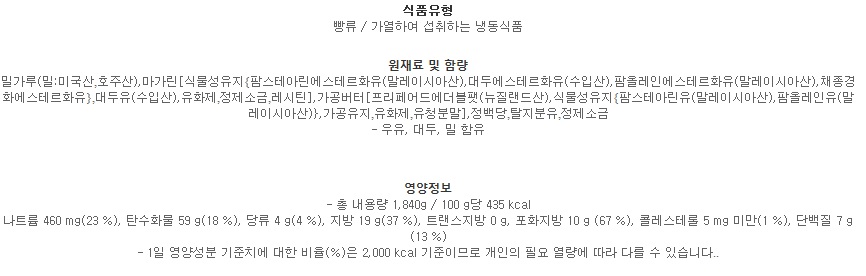 식품유형
빵류 / 가열하여 섭취하는 냉동식품
원재료 및 함량
밀가루(밀:미국산,호주산),마가린[식물성유지{팜스테아린에스테르화유(말레이시아산),대두에스테르화유(수입산),팜올레인에스테르화유(말레이시아산),채종경
화에스테르화유},대두유(수입산),유화제,정제소금,레시틴],가공버터[프리페어드에더블팻(뉴질랜드산),식물성유지{팜스테아린유(말레이시아산),팜올레인유(말
레이시아산)},가공유지,유화제,유청분말],정백당,탈지분유,정제소금
- 우유, 대두, 밀 함유
영양정보
- 총 내용량 1,840g / 100 g당 435 kcal
나트륨 460 mg(23 %), 탄수화물 59 g(18 %), 당류 4 g(4 %), 지방 19 g(37 %), 트랜스지방 0 g, 포화지방 10 g (67 %), 콜레스테롤 5 mg 미만(1 %), 단백질 7 g
(13 %)
- 1일 영양성분 기준치에 대한 비율(%)은 2,000 kcal 기준이므로 개인의 필요 열량에 따라 다를 수 있습니다..